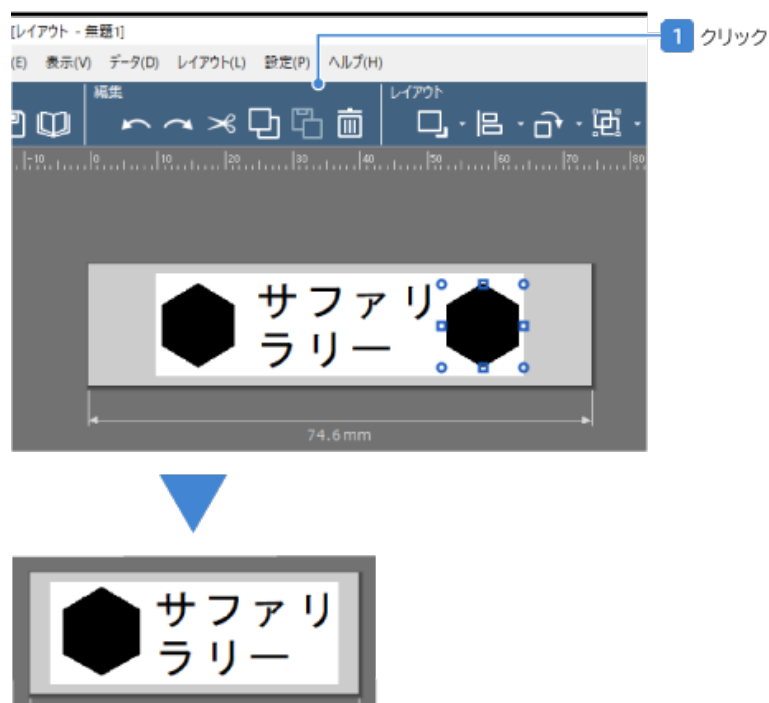 [レイアウト - 無題1]
1 クリック
(E) 表示(V) データ(D) レイアウト(L) 設定(P) ヘルプ(H)
編集 レイアウト
-10 0 10 20 30 40 50 60 70 80
サファリ
ラリー
74.6mm
サファリ
ラリー